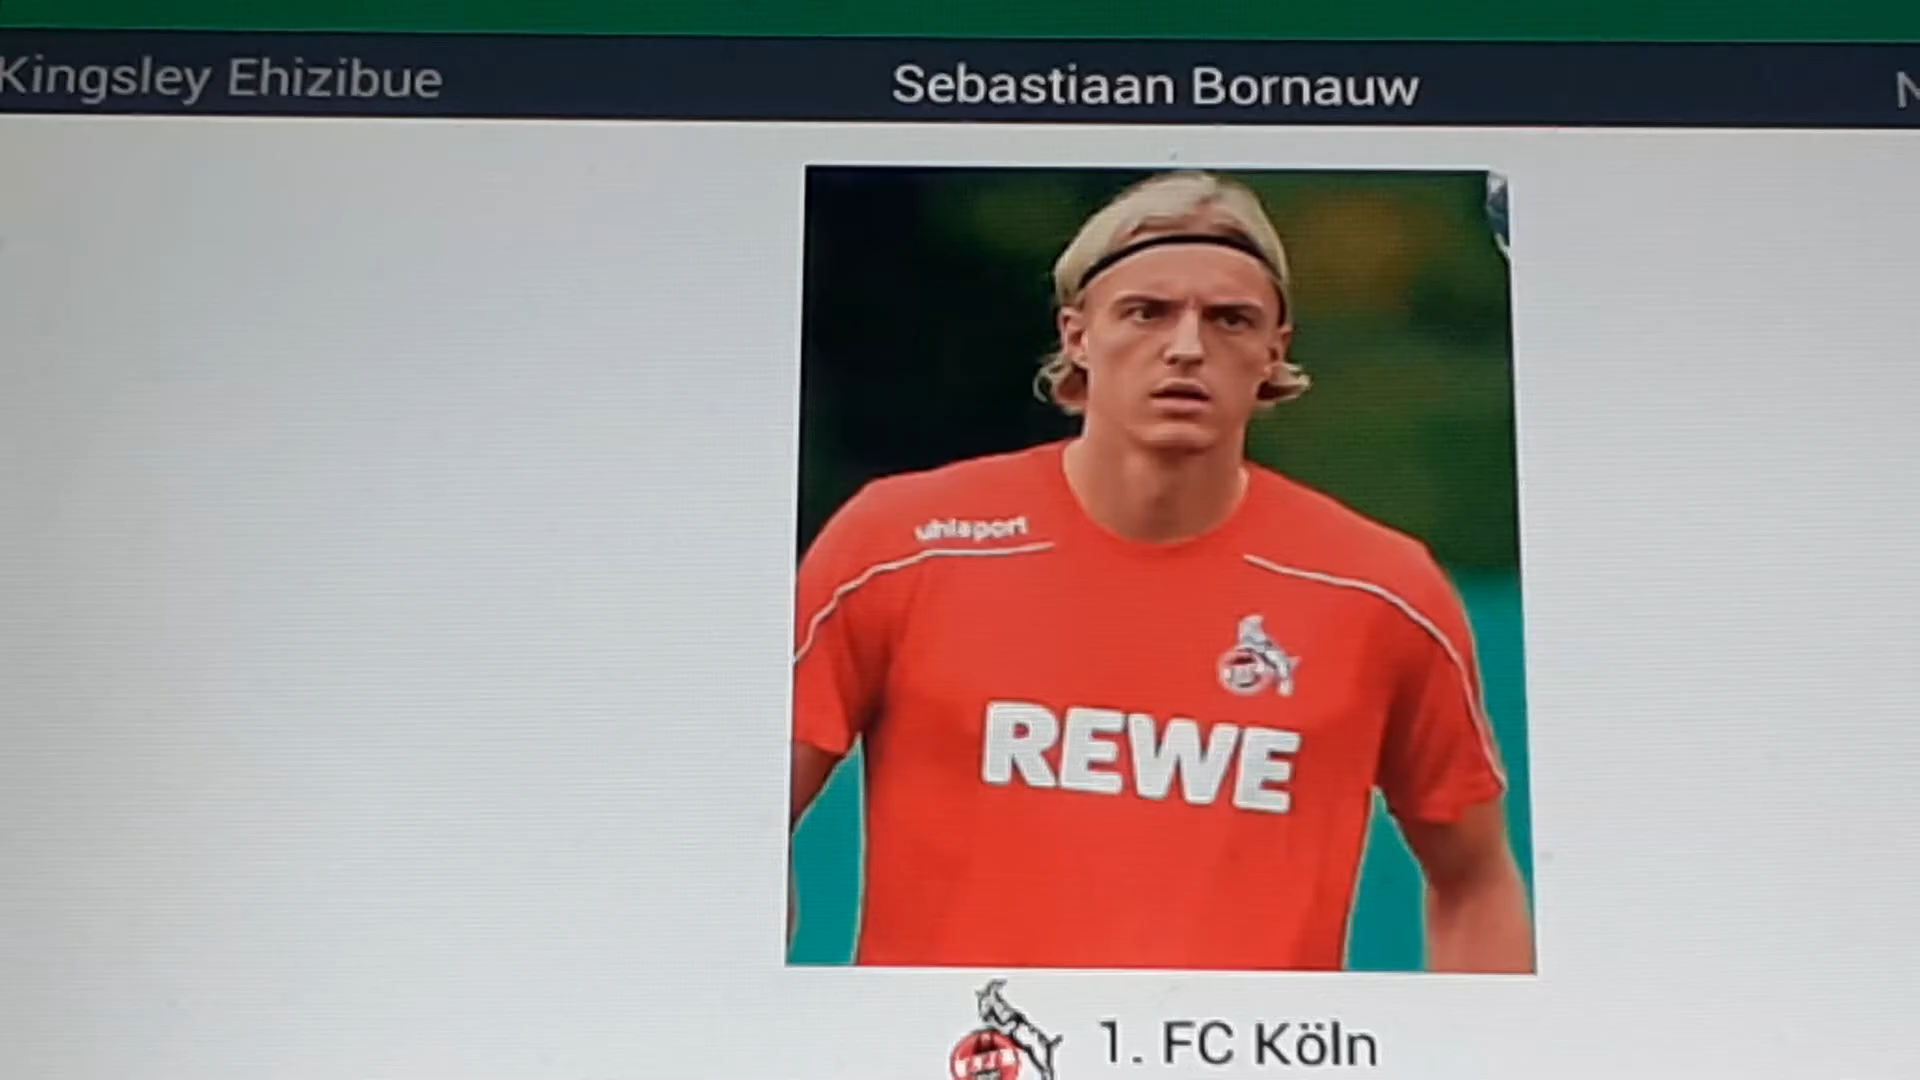 Kingsley Ehizibue
Sebastiaan Bornauw
uhlsport
REWE
1. FC Köln